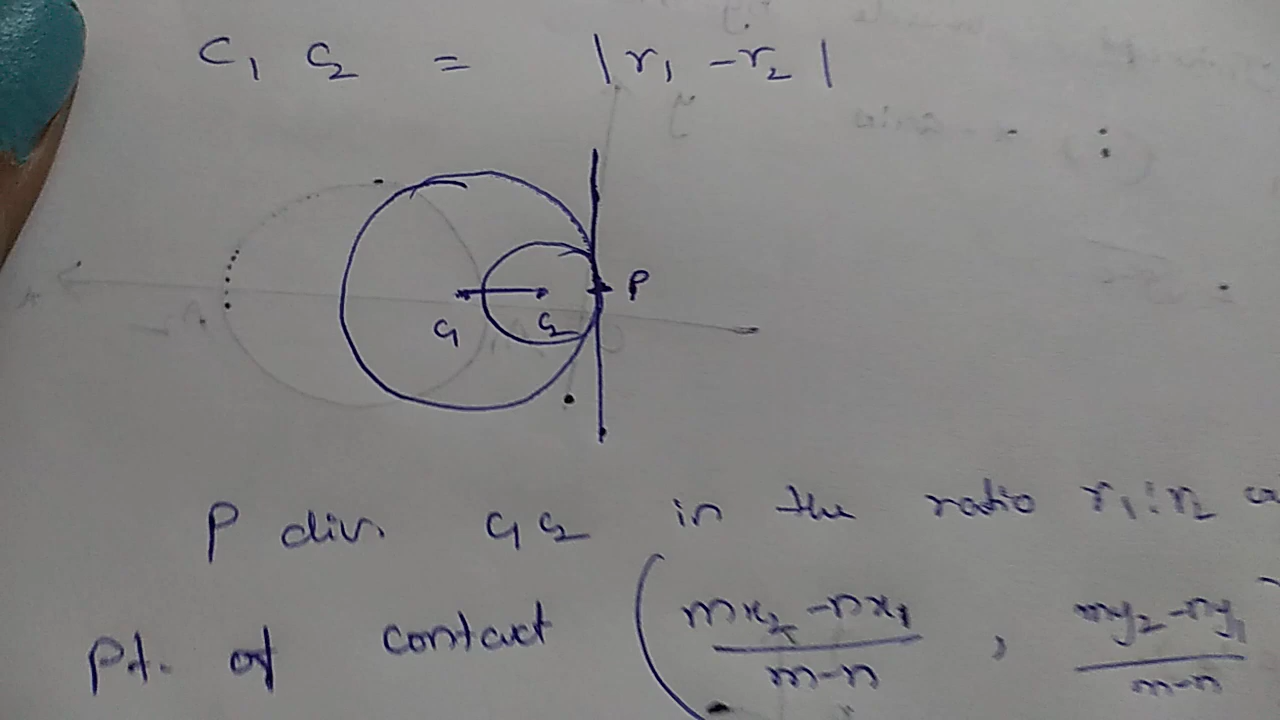 C₁ C₂ = |r₁ - r₂|
P
C₁ C₂
P div. C₁C₂ in the ratio r₁:r₂
Pt. of contact ( mx₂-nx₁ / m-n , my₂-ny₁ / m-n